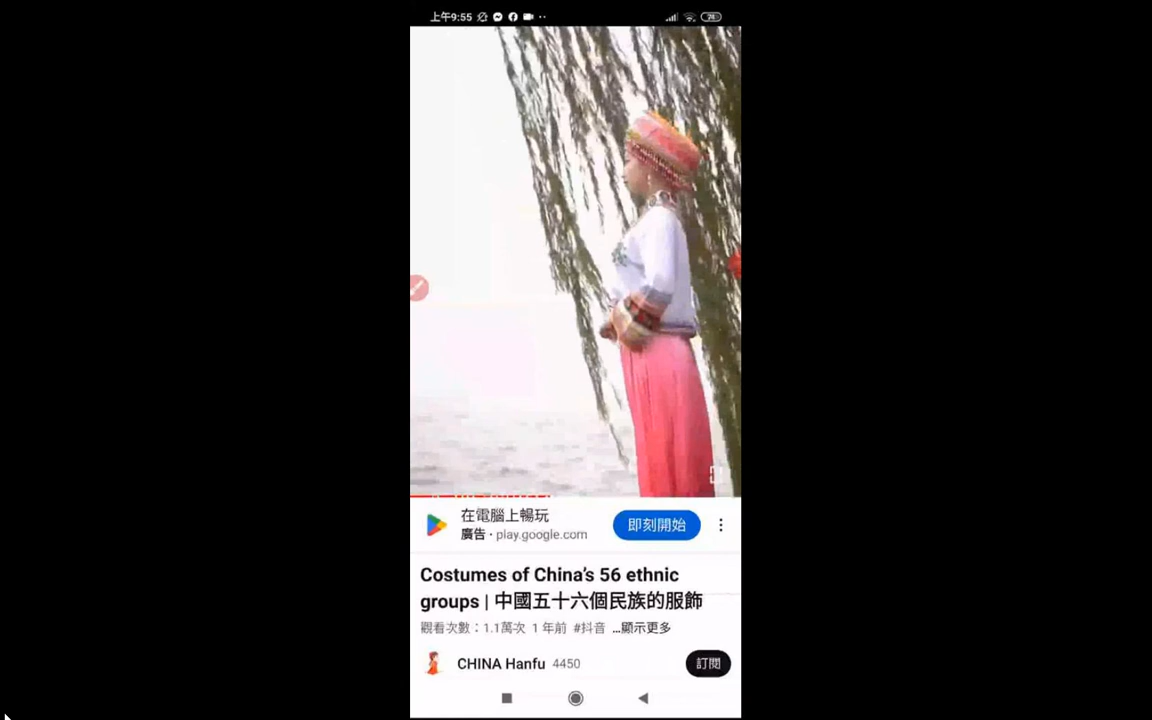 上午9:55
在電腦上暢玩
廣告 · play.google.com
即刻開始
Costumes of China's 56 ethnic
groups | 中國五十六個民族的服飾
觀看次數：1.1萬次 1 年前 #抖音 ...顯示更多
CHINA Hanfu 4450
訂閱